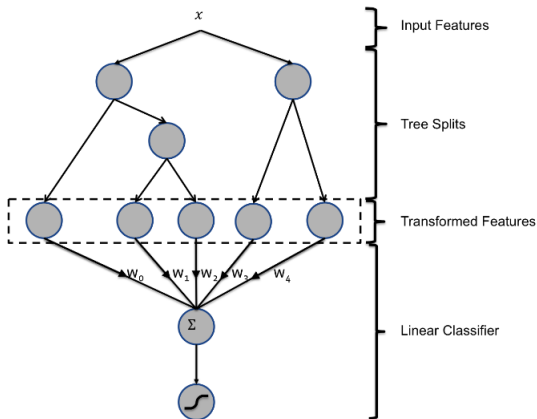 x
Input Features
Tree Splits
Transformed Features
W₀ W₁ W₂ W₃ W₄
Σ
Linear Classifier